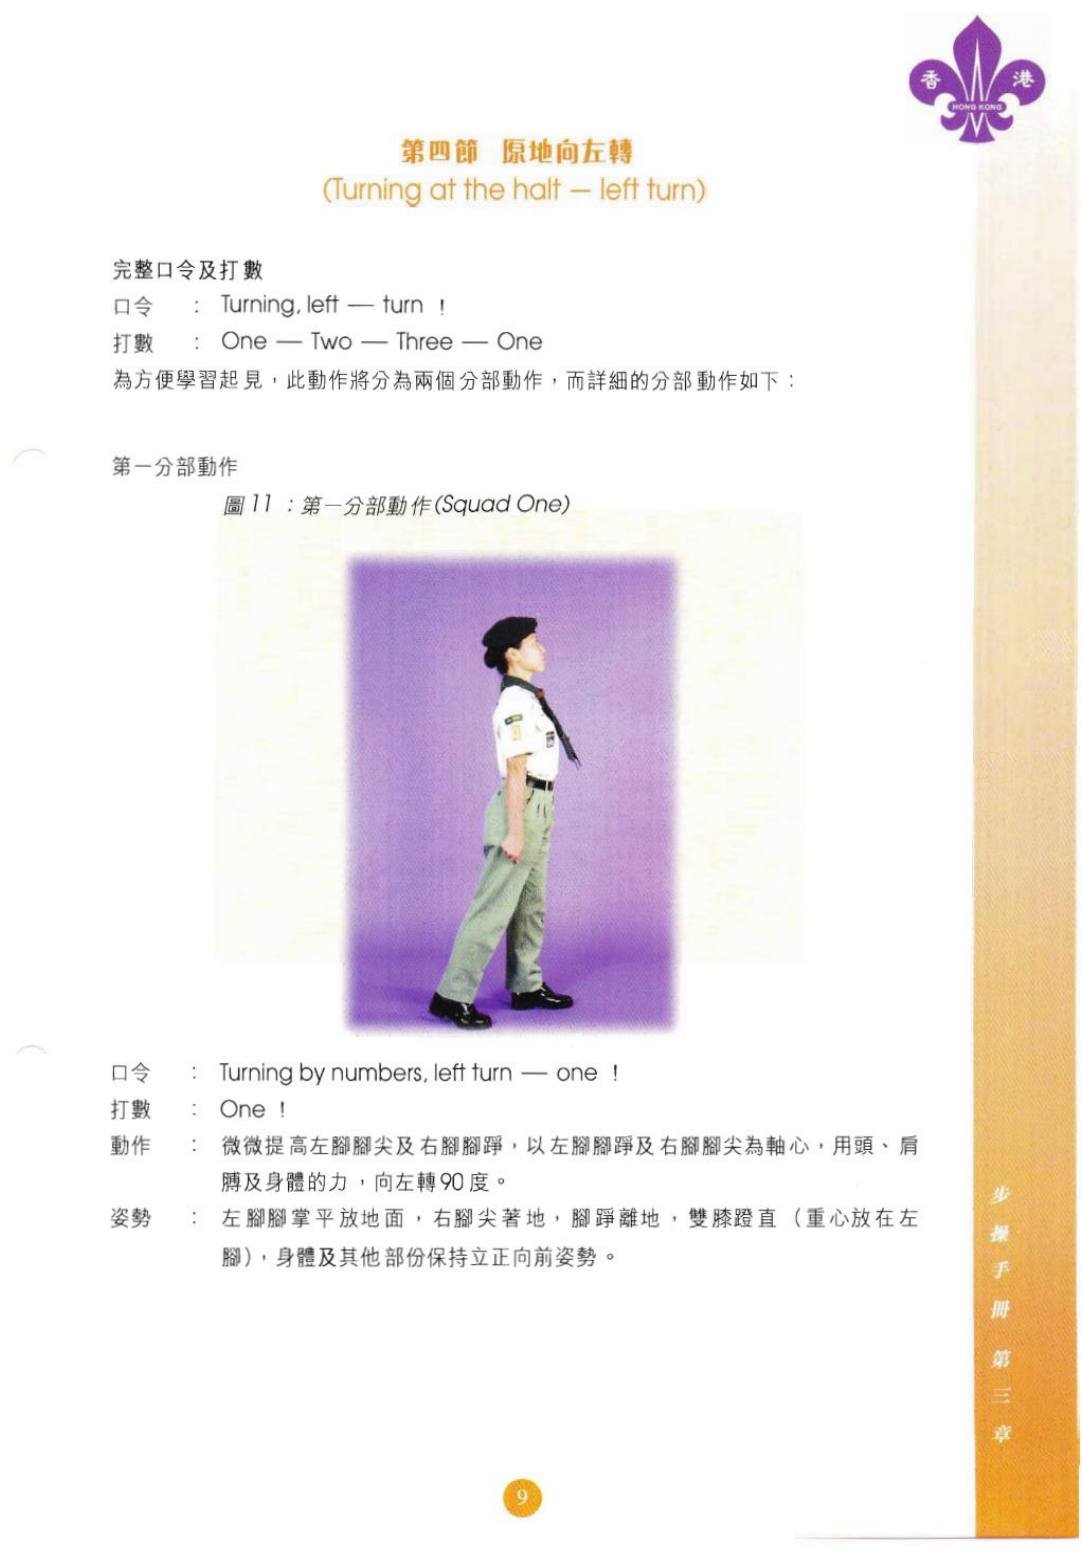 香 港
HONG KONG
第四節 原地向左轉
(Turning at the halt — left turn)
完整口令及打數
口令 : Turning, left — turn !
打數 : One — Two — Three — One
為方便學習起見，此動作將分為兩個分部動作，而詳細的分部動作如下：
第一分部動作
圖11 ：第一分部動作(Squad One)
口令 : Turning by numbers, left turn — one !
打數 : One !
動作 : 微微提高左腳腳尖及右腳腳踭，以左腳腳踭及右腳腳尖為軸心，用頭、肩
膊及身體的力，向左轉90度。
姿勢 : 左腳腳掌平放地面，右腳尖著地，腳踭離地，雙膝蹬直（重心放在左
腳），身體及其他部份保持立正向前姿勢。
步操手冊 第三章
9